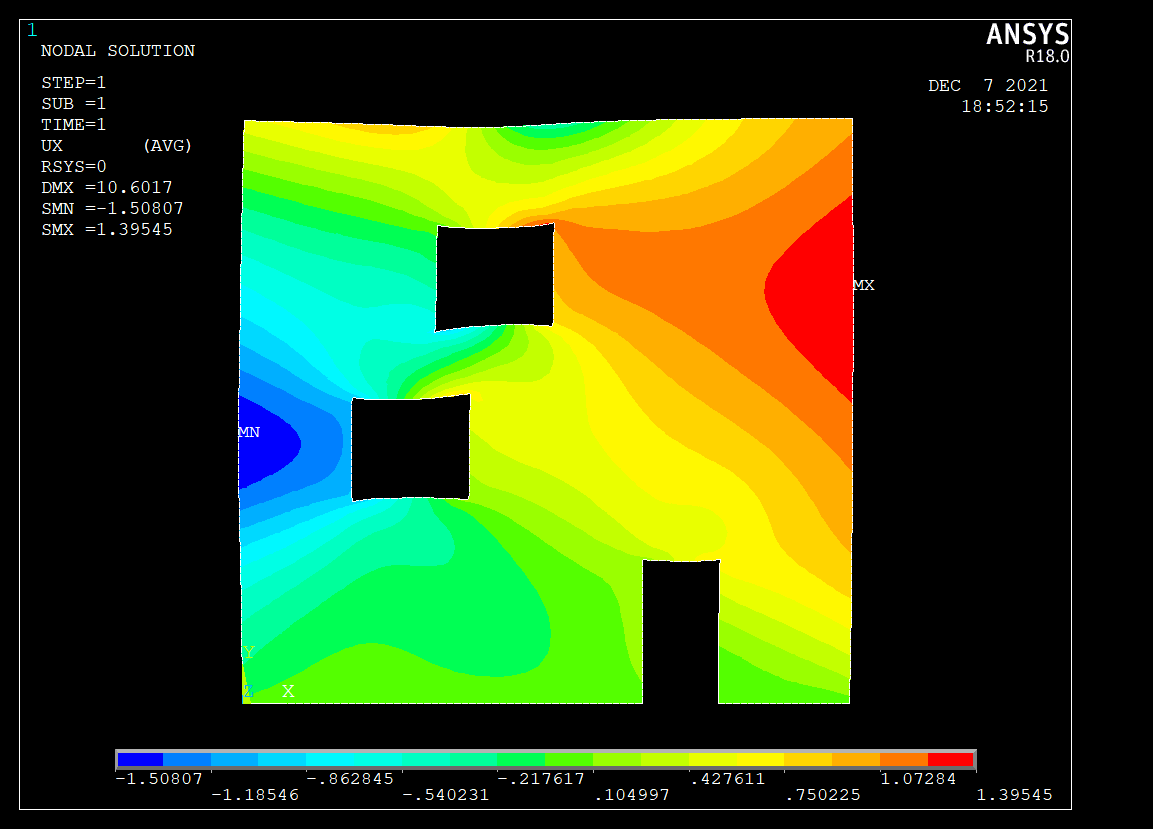 1
ANSYS
R18.0
NODAL SOLUTION
DEC 7 2021
18:52:15
STEP=1
SUB =1
TIME=1
UX (AVG)
RSYS=0
DMX =10.6017
SMN =-1.50807
SMX =1.39545
MX
MN
Y
Z X
-1.50807 -.862845 -.217617 .427611 1.07284
-1.18546 -.540231 .104997 .750225 1.39545